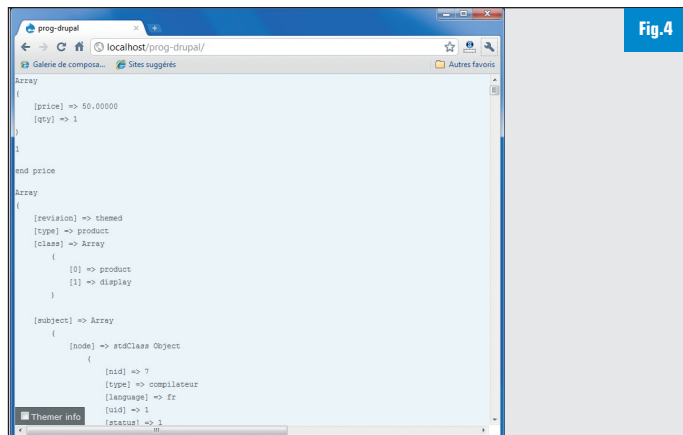 Fig.4
prog-drupal
localhost/prog-drupal/
Galerie de composa... Sites suggérés Autres favoris
Array
(
[price] => 50.00000
[qty] => 1
)
1
end price
Array
(
[revision] => themed
[type] => product
[class] => Array
(
[0] => product
[1] => display
)
[subject] => Array
(
[node] => stdClass Object
(
[nid] => 7
[type] => compilateur
[language] => fr
[uid] => 1
[status] => 1
Themer info